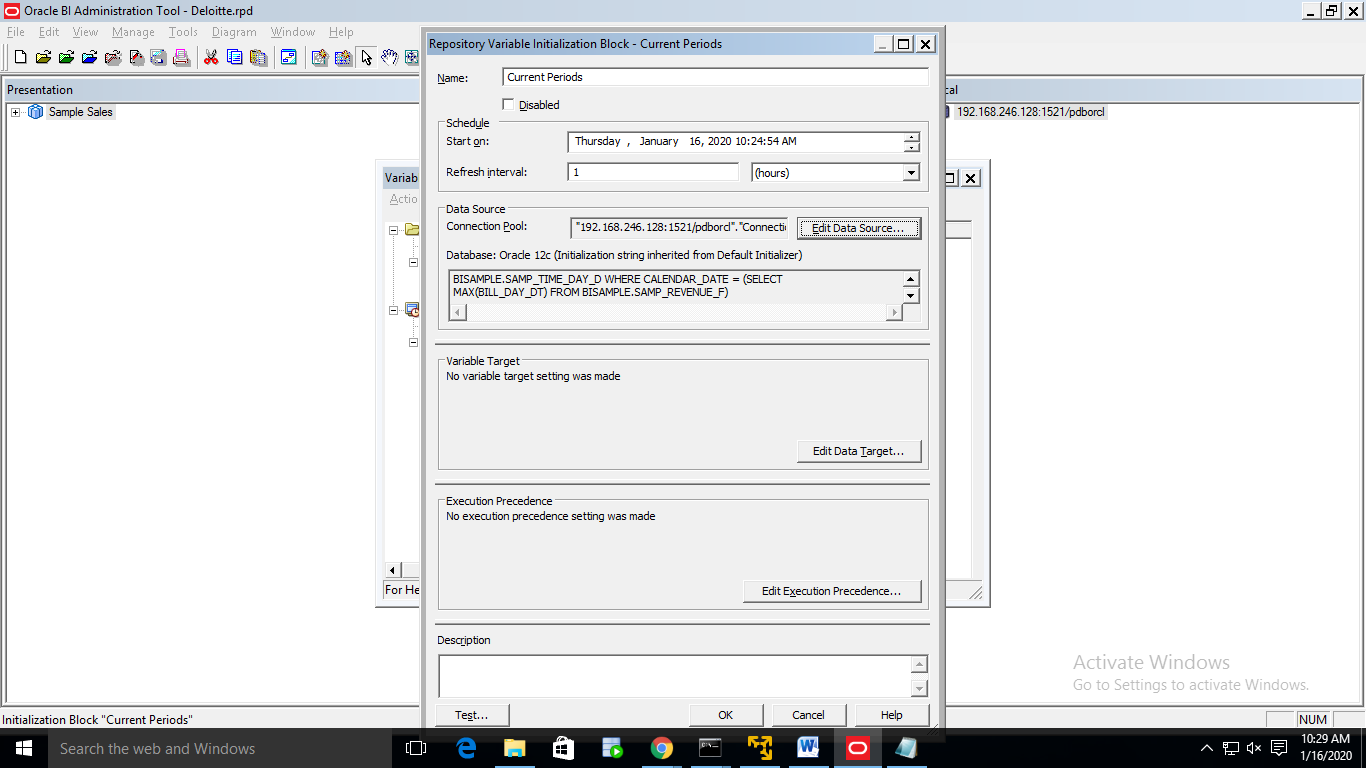 Oracle BI Administration Tool - Deloitte.rpd
File Edit View Manage Tools Diagram Window Help
Presentation
Sample Sales
Repository Variable Initialization Block - Current Periods
Name: Current Periods
Disabled
Schedule
Start on: Thursday , January 16, 2020 10:24:54 AM
Refresh interval: 1 (hours)
Data Source
Connection Pool: "192.168.246.128:1521/pdborcl"."Connecti Edit Data Source...
Database: Oracle 12c (Initialization string inherited from Default Initializer)
BISAMPLE.SAMP_TIME_DAY_D WHERE CALENDAR_DATE = (SELECT
MAX(BILL_DAY_DT) FROM BISAMPLE.SAMP_REVENUE_F)
Variable Target
No variable target setting was made
Edit Data Target...
Execution Precedence
No execution precedence setting was made
Edit Execution Precedence...
Description
Test... OK Cancel Help
cal
192.168.246.128:1521/pdborcl
Variab
Actio
For He
Activate Windows
Go to Settings to activate Windows.
Initialization Block "Current Periods"
NUM
Search the web and Windows
10:29 AM
1/16/2020